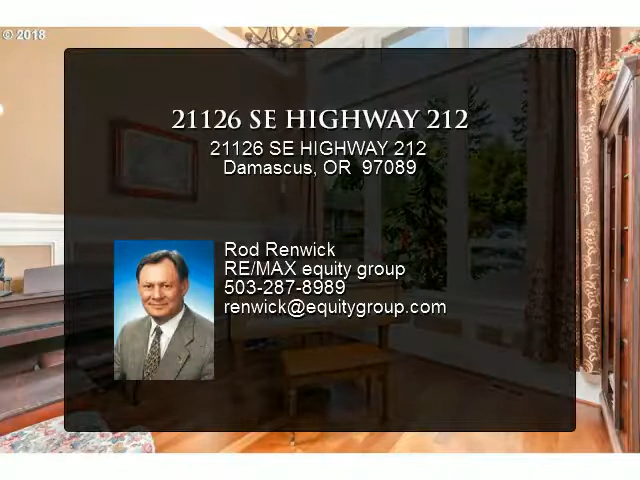 © 2018
21126 SE HIGHWAY 212
21126 SE HIGHWAY 212
Damascus, OR 97089
Rod Renwick
RE/MAX equity group
503-287-8989
renwick@equitygroup.com